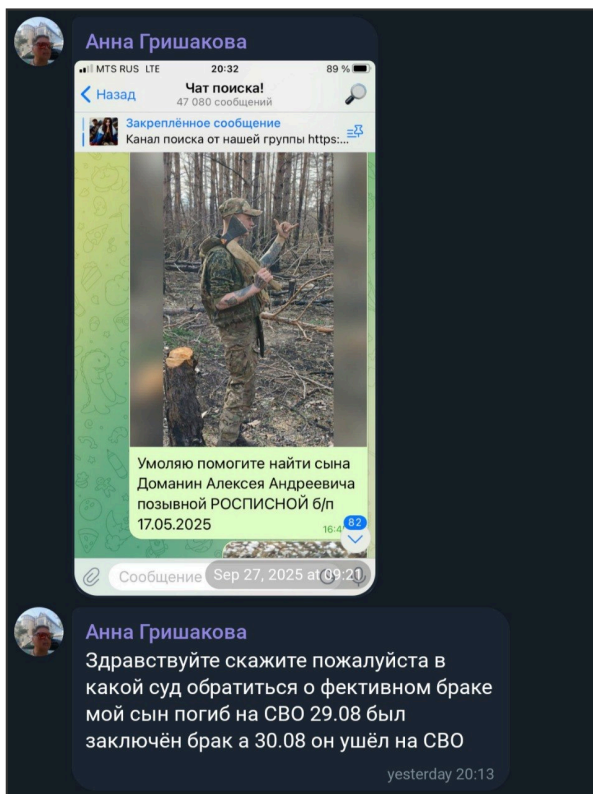 Анна Гришакова
MTS RUS LTE 20:32 89 %
Назад Чат поиска!
47 080 сообщений
Закреплённое сообщение
Канал поиска от нашей группы https:...
Умоляю помогите найти сына
Доманин Алексея Андреевича
позывной РОСПИСНОЙ б/п
17.05.2025
82
Сообщение Sep 27, 2025 at 09:21
Анна Гришакова
Здравствуйте скажите пожалуйста в
какой суд обратиться о фективном браке
мой сын погиб на СВО 29.08 был
заключён брак а 30.08 он ушёл на СВО
yesterday 20:13